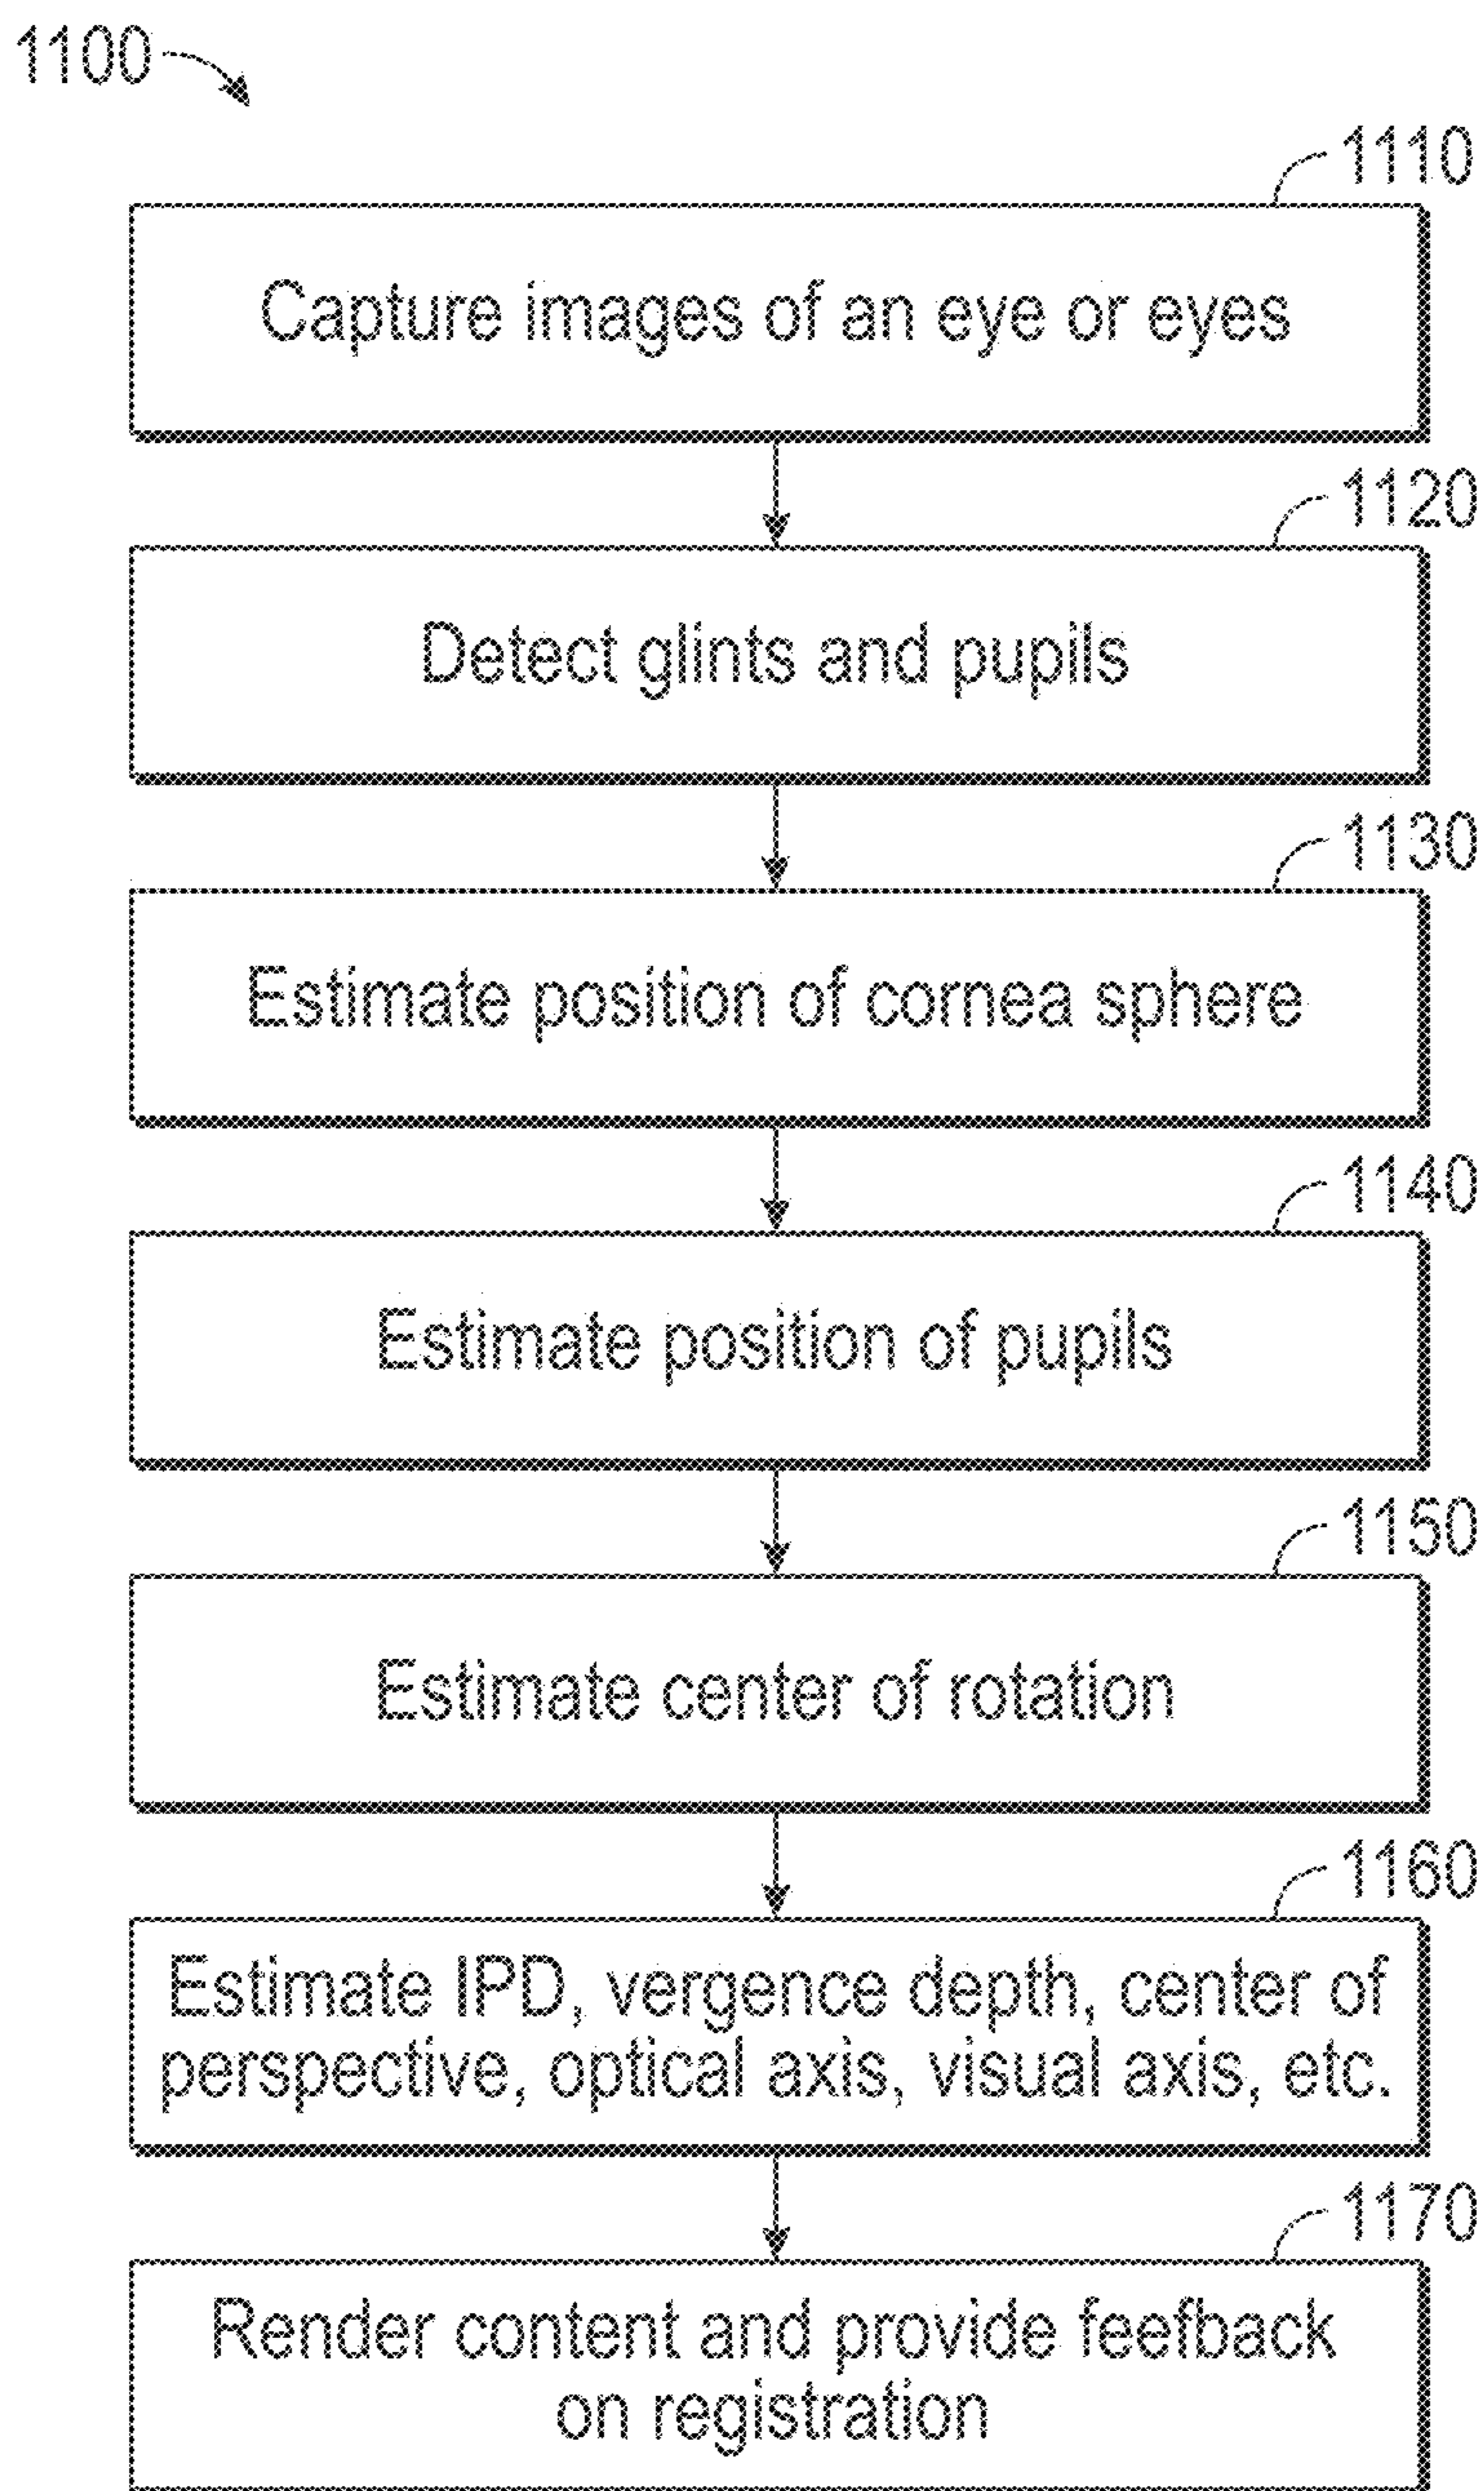 1100
1110
Capture images of an eye or eyes
1120
Detect glints and pupils
1130
Estimate position of cornea sphere
1140
Estimate position of pupils
1150
Estimate center of rotation
1160
Estimate IPD, vergence depth, center of
perspective, optical axis, visual axis, etc.
1170
Render content and provide feefback
on registration